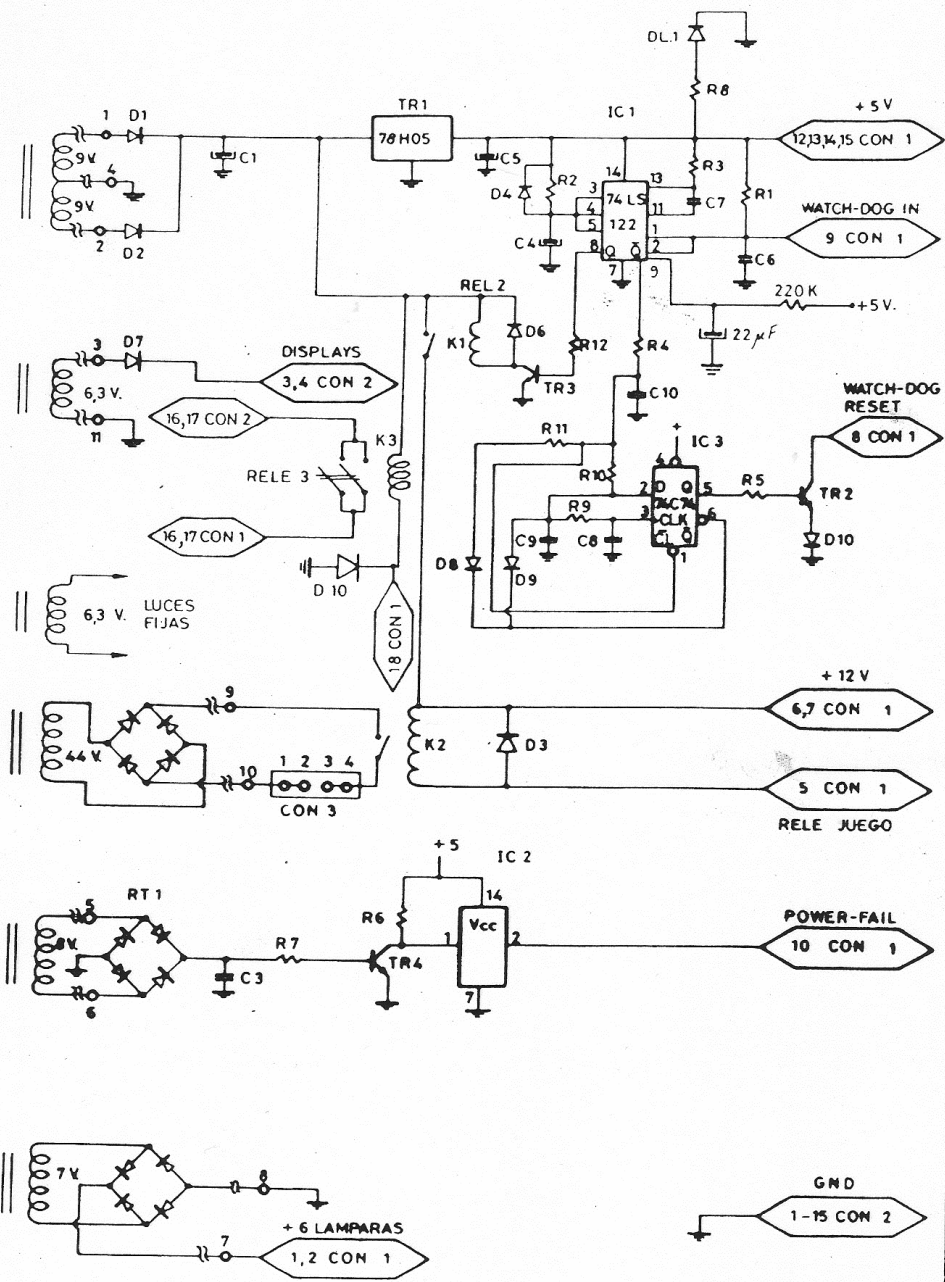 DL.1
R8
TR1
IC 1
+5 V
1 D1
78 H05
12,13,14,15 CON 1
9 V.
4
C1
C5
R2
14
13
R3
D4
3
74 LS
R1
WATCH-DOG IN
9 V.
4
11
C7
5
122
1
9 CON 1
2 D2
C4
8 Q
Q̅ 2
7
9
C6
REL 2
220 K
+5 V.
K1
D6
R12
R4
22 µF
3 D7
DISPLAYS
TR3
C10
WATCH-DOG
RESET
6,3 V.
3,4 CON 2
11
16,17 CON 2
K3
R11
+
IC 3
8 CON 1
RELE 3
R10
4
2 D Q 5
R5
TR2
74C74
R9
3 CLK 6
16,17 CON 1
C9
C8
CL Q̅
D10
1
D8
D9
D 10
6,3 V.
LUCES
FIJAS
18 CON 1
+ 12 V
9
6,7 CON 1
44 V.
K2
D3
10
1 2 3 4
5 CON 1
CON 3
RELE JUEGO
+ 5
IC 2
RT 1
5
14
R6
Vcc
POWER-FAIL
8 V.
R7
1
2
10 CON 1
TR4
C3
6
7
7 V.
8
GND
1-15 CON 2
+ 6 LAMPARAS
7
1,2 CON 1